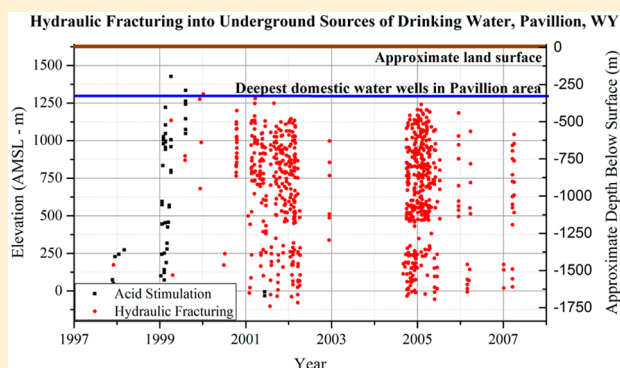 Hydraulic Fracturing into Underground Sources of Drinking Water, Pavillion, WY
Approximate land surface
Deepest domestic water wells in Pavillion area
Elevation (AMSL - m)
1500
1250
1000
750
500
250
0
Approximate Depth Below Surface (m)
0
-250
-500
-750
-1000
-1250
-1500
-1750
Acid Stimulation
Hydraulic Fracturing
1997
1999
2001
2003
2005
2007
Year